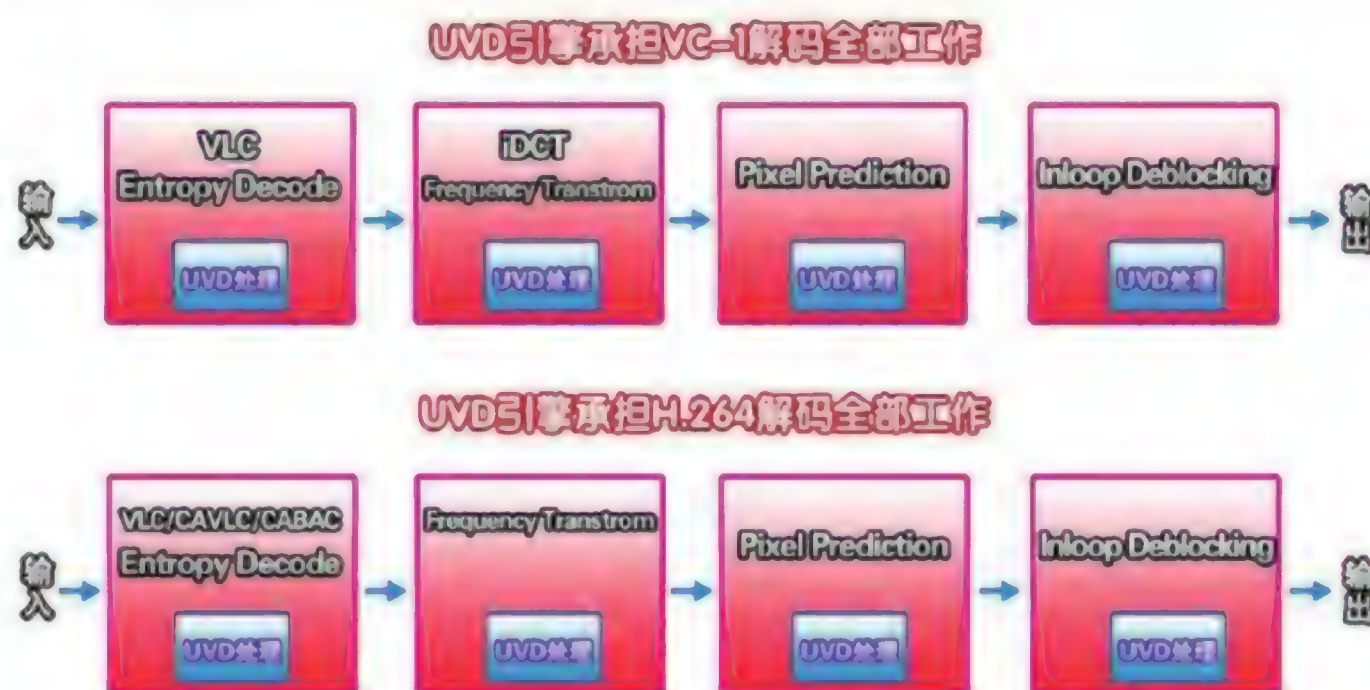 UVD引擎承担VC-1解码全部工作
输入
VLC
Entropy Decode
UVD处理
iDCT
Frequency Transtrom
UVD处理
Pixel Prediction
UVD处理
Inloop Deblocking
UVD处理
输出
UVD引擎承担H.264解码全部工作
输入
VLC/CAVLC/CABAC
Entropy Decode
UVD处理
Frequency Transtrom
UVD处理
Pixel Prediction
UVD处理
Inloop Deblocking
UVD处理
输出